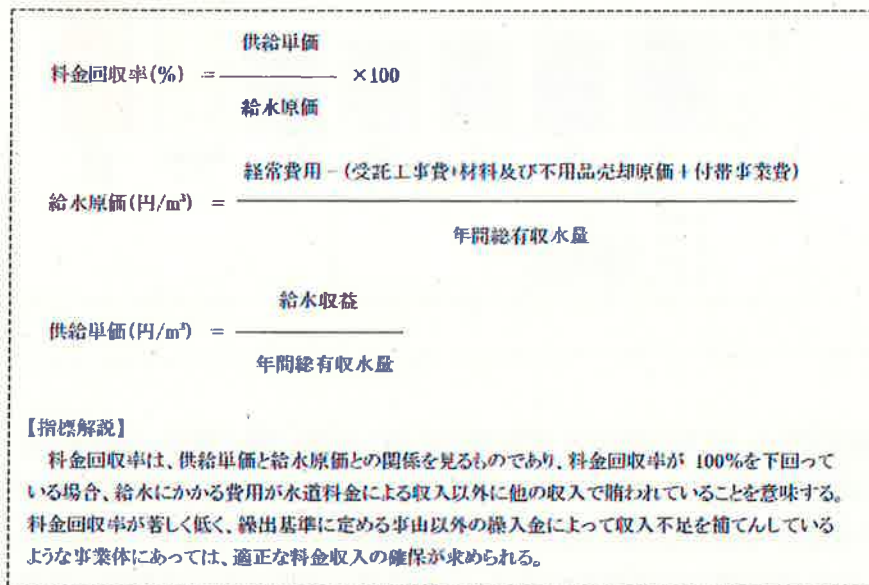 供給単価
料金回収率(%) = ×100
給水原価
経常費用-(受託工事費+材料及び不用品売却原価+付帯事業費)
給水原価(円/m³) =
年間総有収水量
給水収益
供給単価(円/m³) =
年間総有収水量
【指標解説】
料金回収率は、供給単価と給水原価との関係を見るものであり、料金回収率が 100%を下回って
いる場合、給水にかかる費用が水道料金による収入以外に他の収入で賄われていることを意味する。
料金回収率が著しく低く、繰出基準に定める事由以外の繰入金によって収入不足を補てんしている
ような事業体にあっては、適正な料金収入の確保が求められる。